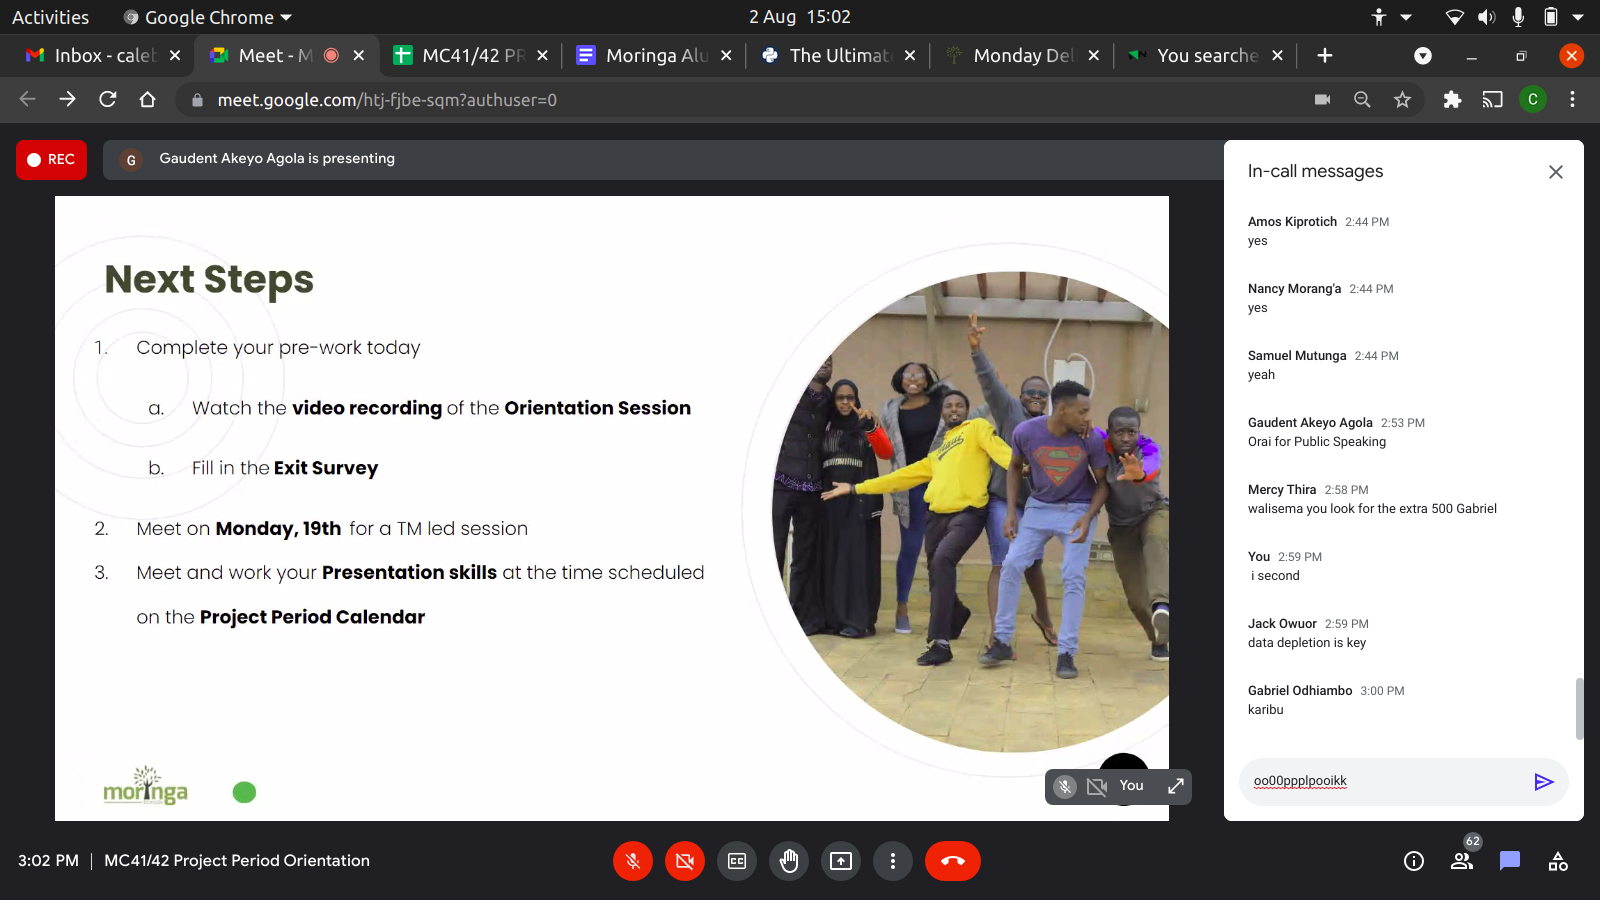 Activities
Google Chrome
2 Aug 15:02
Inbox - caleb
Meet - M
MC41/42 PR
Moringa Alu
The Ultimat
Monday Del
You searche
meet.google.com/htj-fjbe-sqm?authuser=0
C
REC
G
Gaudent Akeyo Agola is presenting
Next Steps
1. Complete your pre-work today
a. Watch the video recording of the Orientation Session
b. Fill in the Exit Survey
2. Meet on Monday, 19th for a TM led session
3. Meet and work your Presentation skills at the time scheduled
on the Project Period Calendar
moringa
You
In-call messages
Amos Kiprotich 2:44 PM
yes
Nancy Morang'a 2:44 PM
yes
Samuel Mutunga 2:44 PM
yeah
Gaudent Akeyo Agola 2:53 PM
Orai for Public Speaking
Mercy Thira 2:58 PM
walisema you look for the extra 500 Gabriel
You 2:59 PM
i second
Jack Owuor 2:59 PM
data depletion is key
Gabriel Odhiambo 3:00 PM
karibu
oo00ppplpooikk
3:02 PM | MC41/42 Project Period Orientation
62